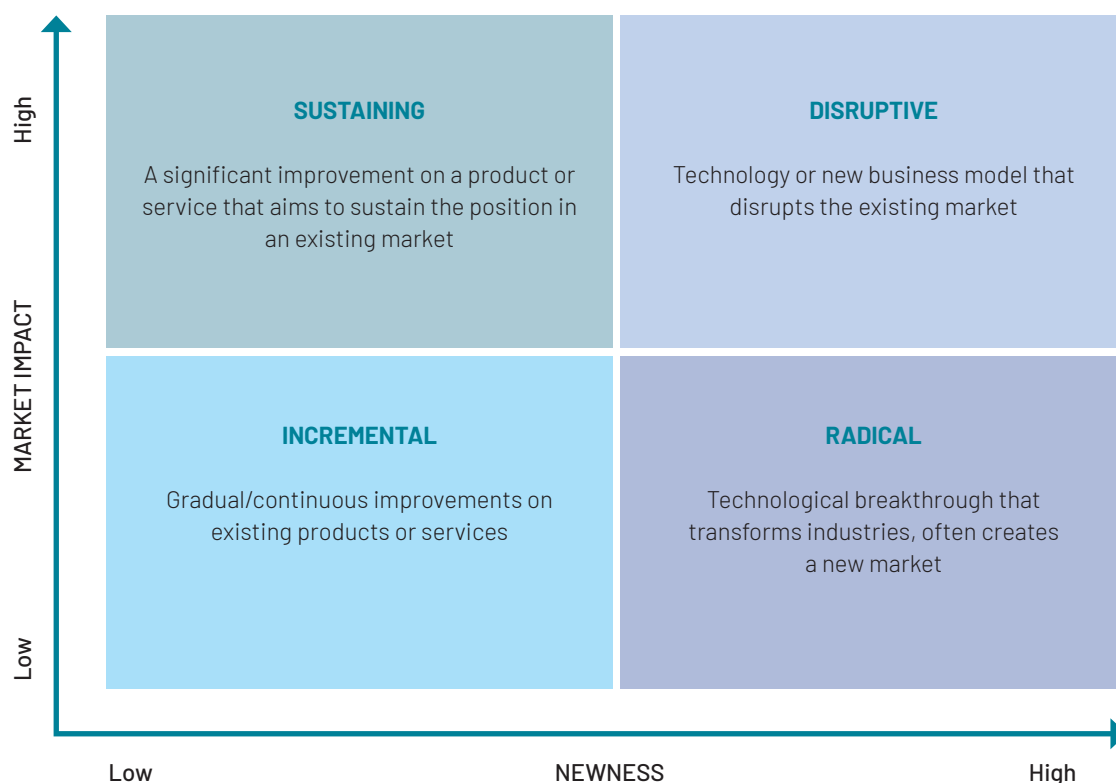 High
MARKET IMPACT
Low
SUSTAINING
A significant improvement on a product or
service that aims to sustain the position in
an existing market
DISRUPTIVE
Technology or new business model that
disrupts the existing market
INCREMENTAL
Gradual/continuous improvements on
existing products or services
RADICAL
Technological breakthrough that
transforms industries, often creates
a new market
Low
NEWNESS
High